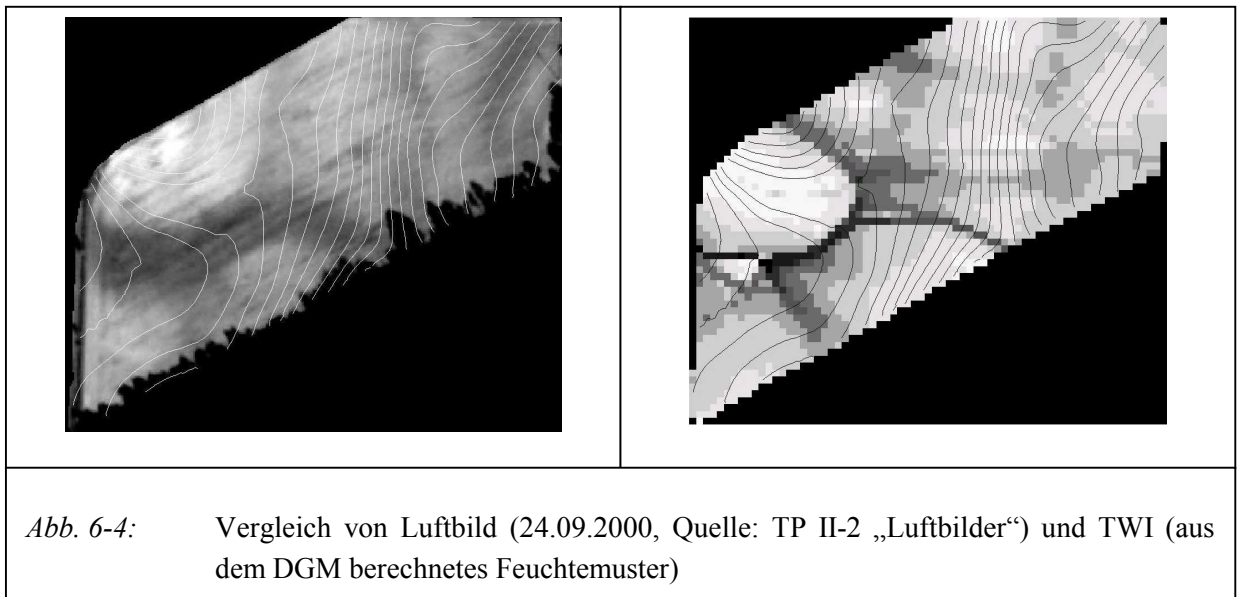 Abb. 6-4: Vergleich von Luftbild (24.09.2000, Quelle: TP II-2 „Luftbilder“) und TWI (aus
dem DGM berechnetes Feuchtemuster)